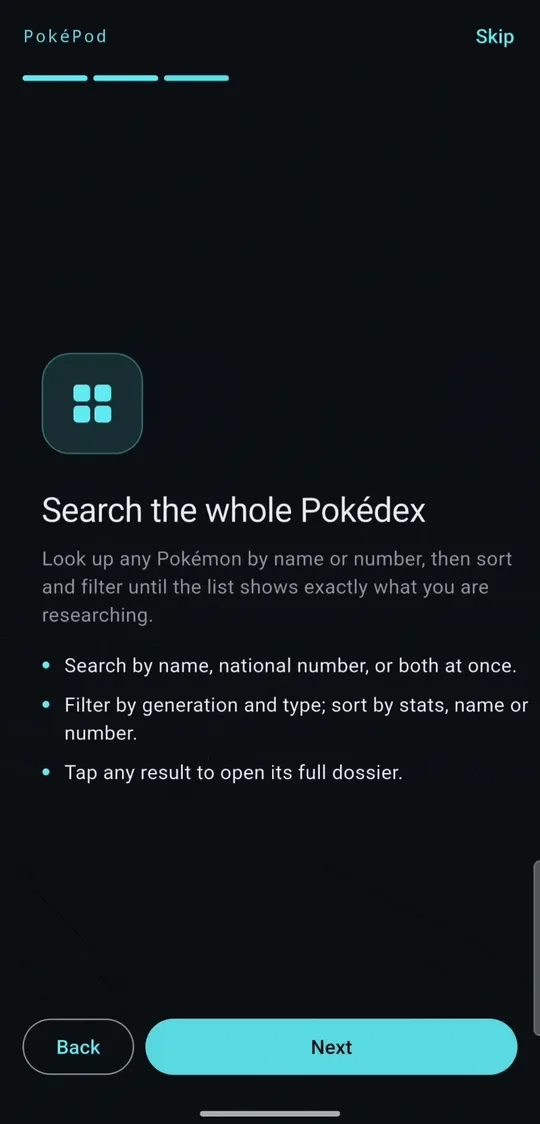 PokéPod
Skip
Search the whole Pokédex
Look up any Pokémon by name or number, then sort
and filter until the list shows exactly what you are
researching.
Search by name, national number, or both at once.
Filter by generation and type; sort by stats, name or
number.
Tap any result to open its full dossier.
Back
Next